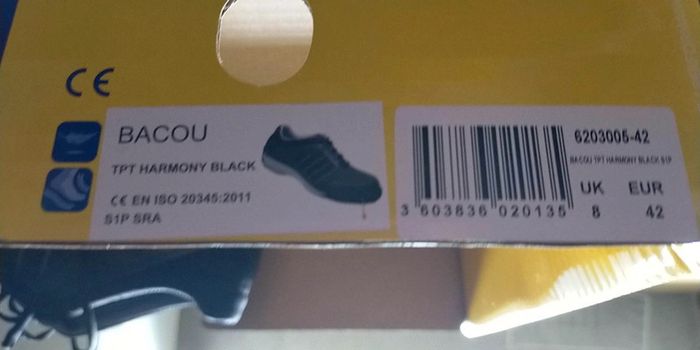 CE
BACOU
TPT HARMONY BLACK
CE EN ISO 20345:2011
S1P SRA
6203005-42
BACOU TPT HARMONY BLACK S1P
UK EUR
8 42
3 603836 020135